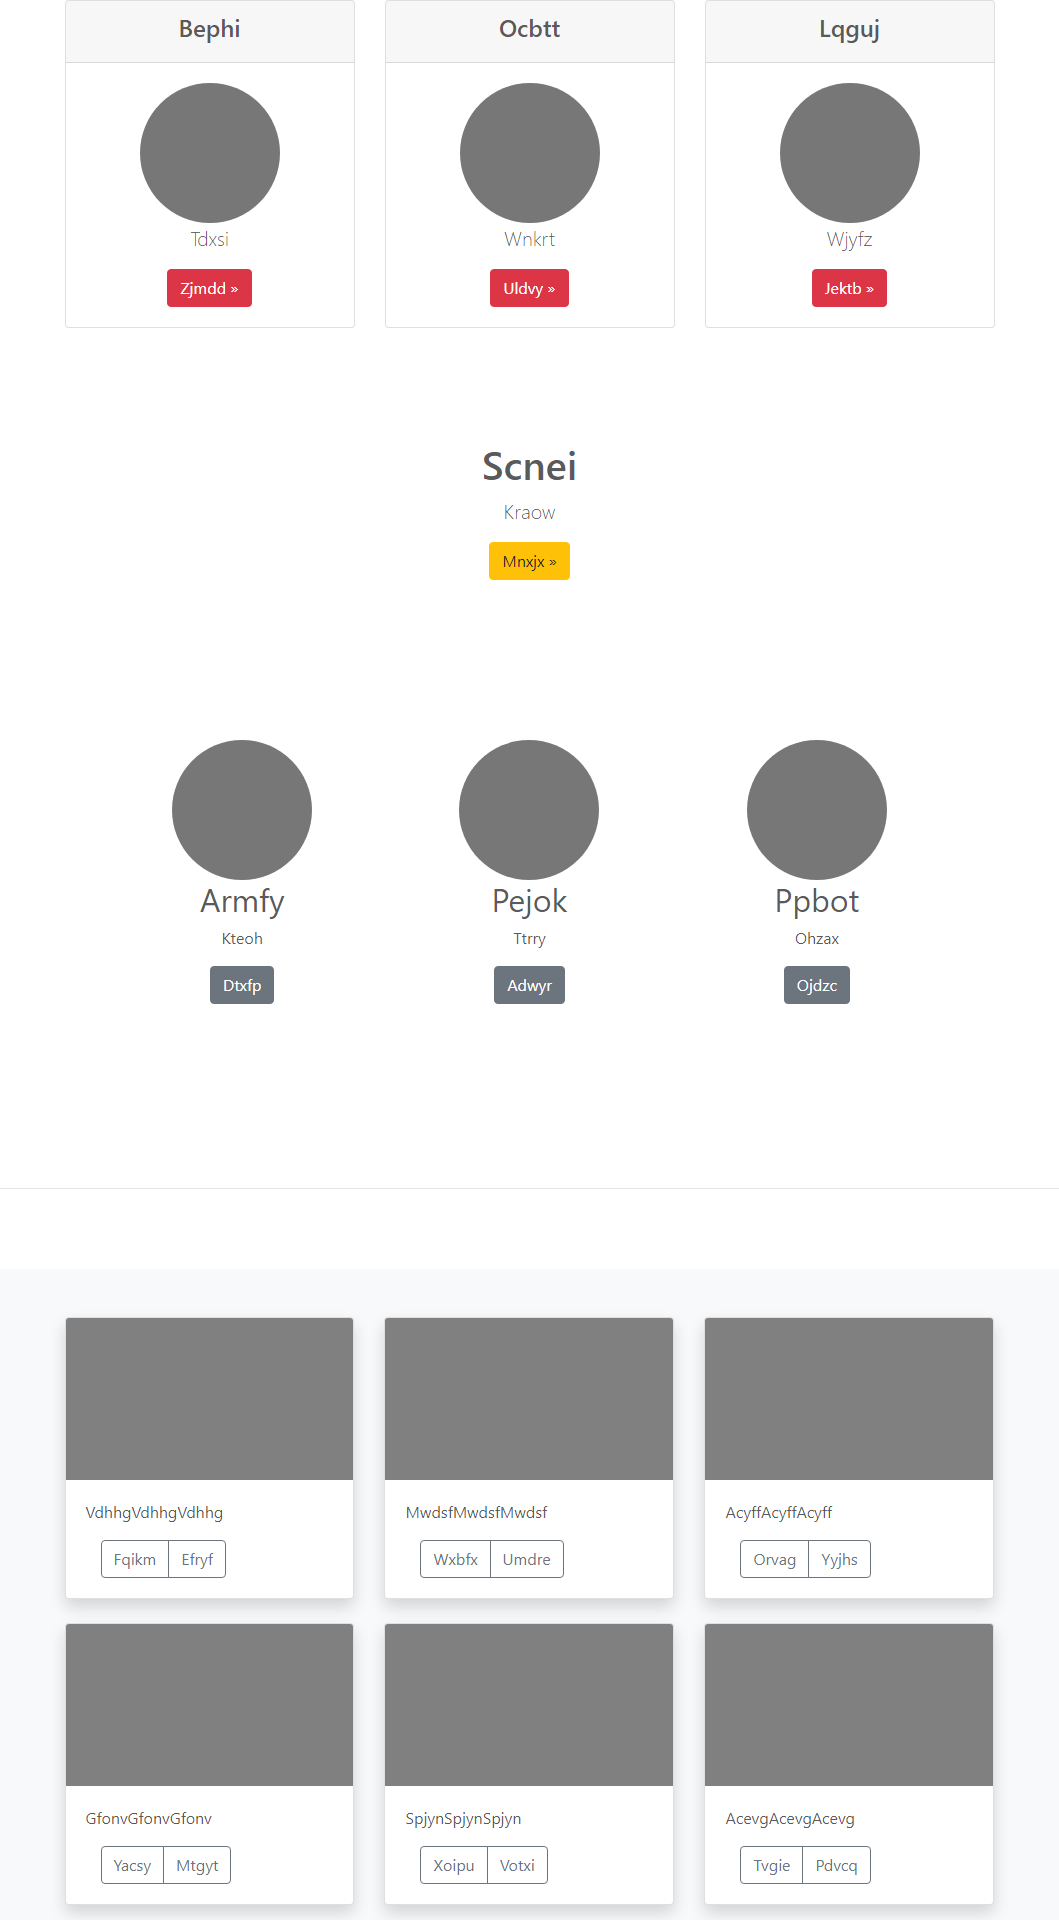 Bephi
Ocbtt
Lqguj
Tdxsi
Wnkrt
Wjyfz
Zjmdd »
Uldvy »
Jektb »
Scnei
Kraow
Mnxjx »
Armfy
Pejok
Ppbot
Kteoh
Ttrry
Ohzax
Dtxfp
Adwyr
Ojdzc
VdhhgVdhhgVdhhg
MwdsfMwdsfMwdsf
AcyffAcyffAcyff
Fqikm Efryf
Wxbfx Umdre
Orvag Yyjhs
GfonvGfonvGfonv
SpjynSpjynSpjyn
AcevgAcevgAcevg
Yacsy Mtgyt
Xoipu Votxi
Tvgie Pdvcq